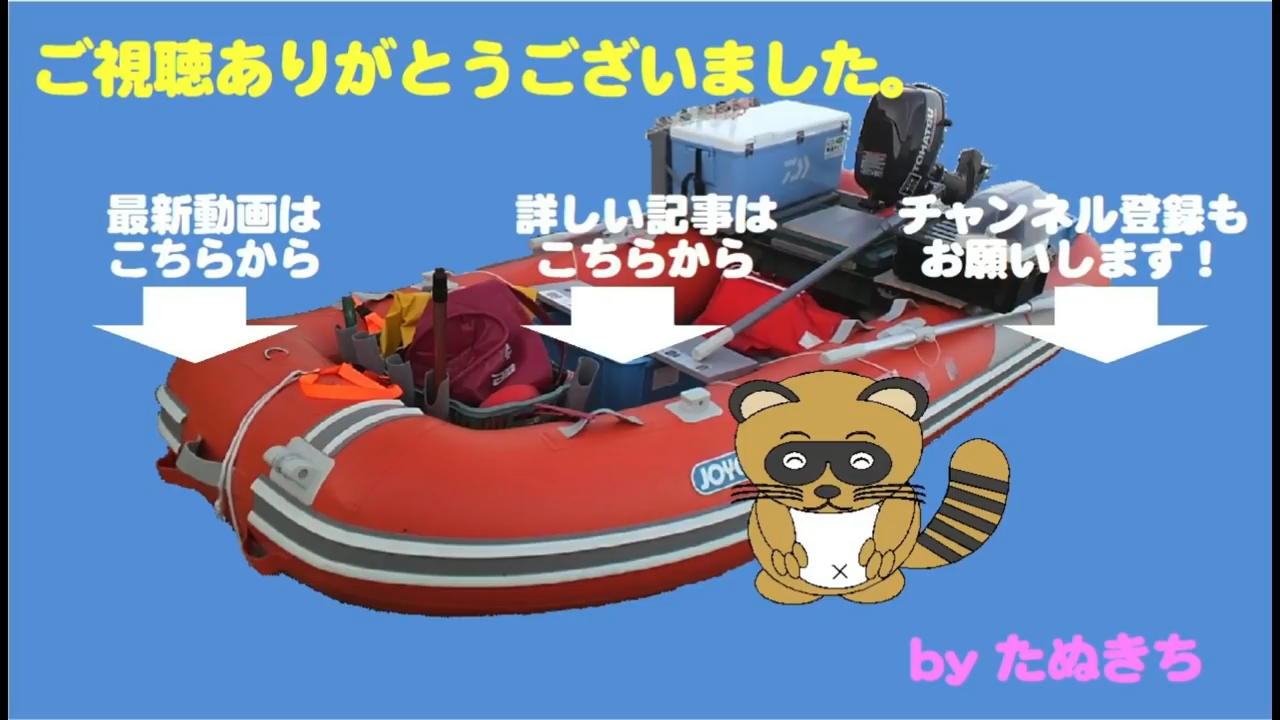 ご視聴ありがとうございました。
最新動画は
こちらから
詳しい記事は
こちらから
チャンネル登録も
お願いします！
TOHATSU
JOYC
by たぬきち